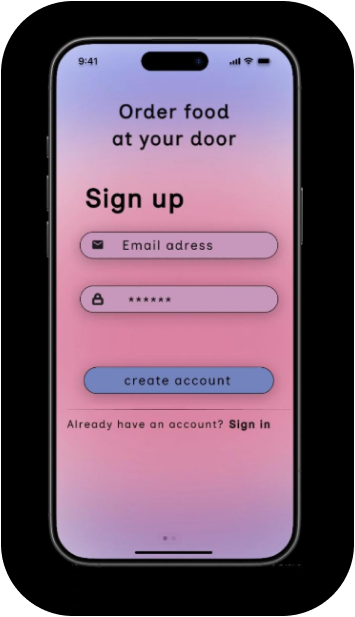 9:41
Order food
at your door
Sign up
Email adress
******
create account
Already have an account? Sign in